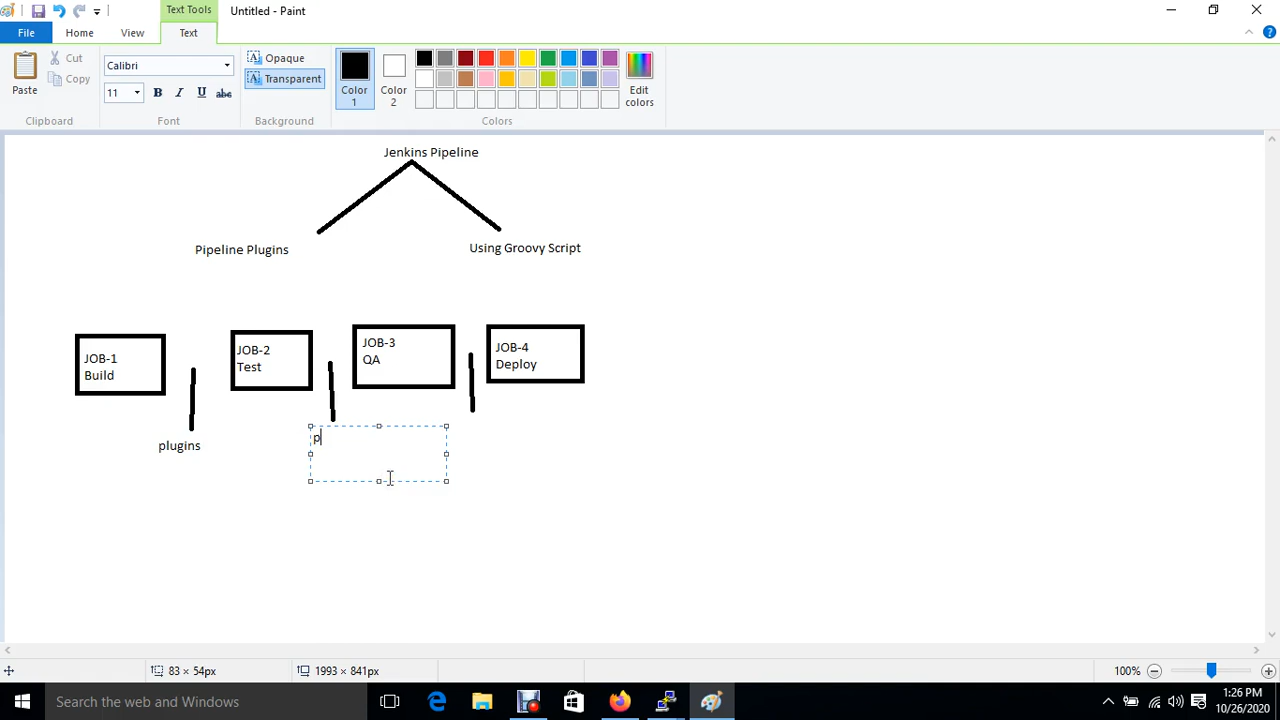 Text Tools
Untitled - Paint
File
Home
View
Text
Paste
Cut
Copy
Clipboard
Calibri
11
B
I
U
abc
Font
Opaque
Transparent
Background
Color
1
Color
2
Edit
colors
Colors
Jenkins Pipeline
Pipeline Plugins
Using Groovy Script
JOB-1
Build
JOB-2
Test
JOB-3
QA
JOB-4
Deploy
plugins
p
83 × 54px
1993 × 841px
100%
Search the web and Windows
1:26 PM
10/26/2020